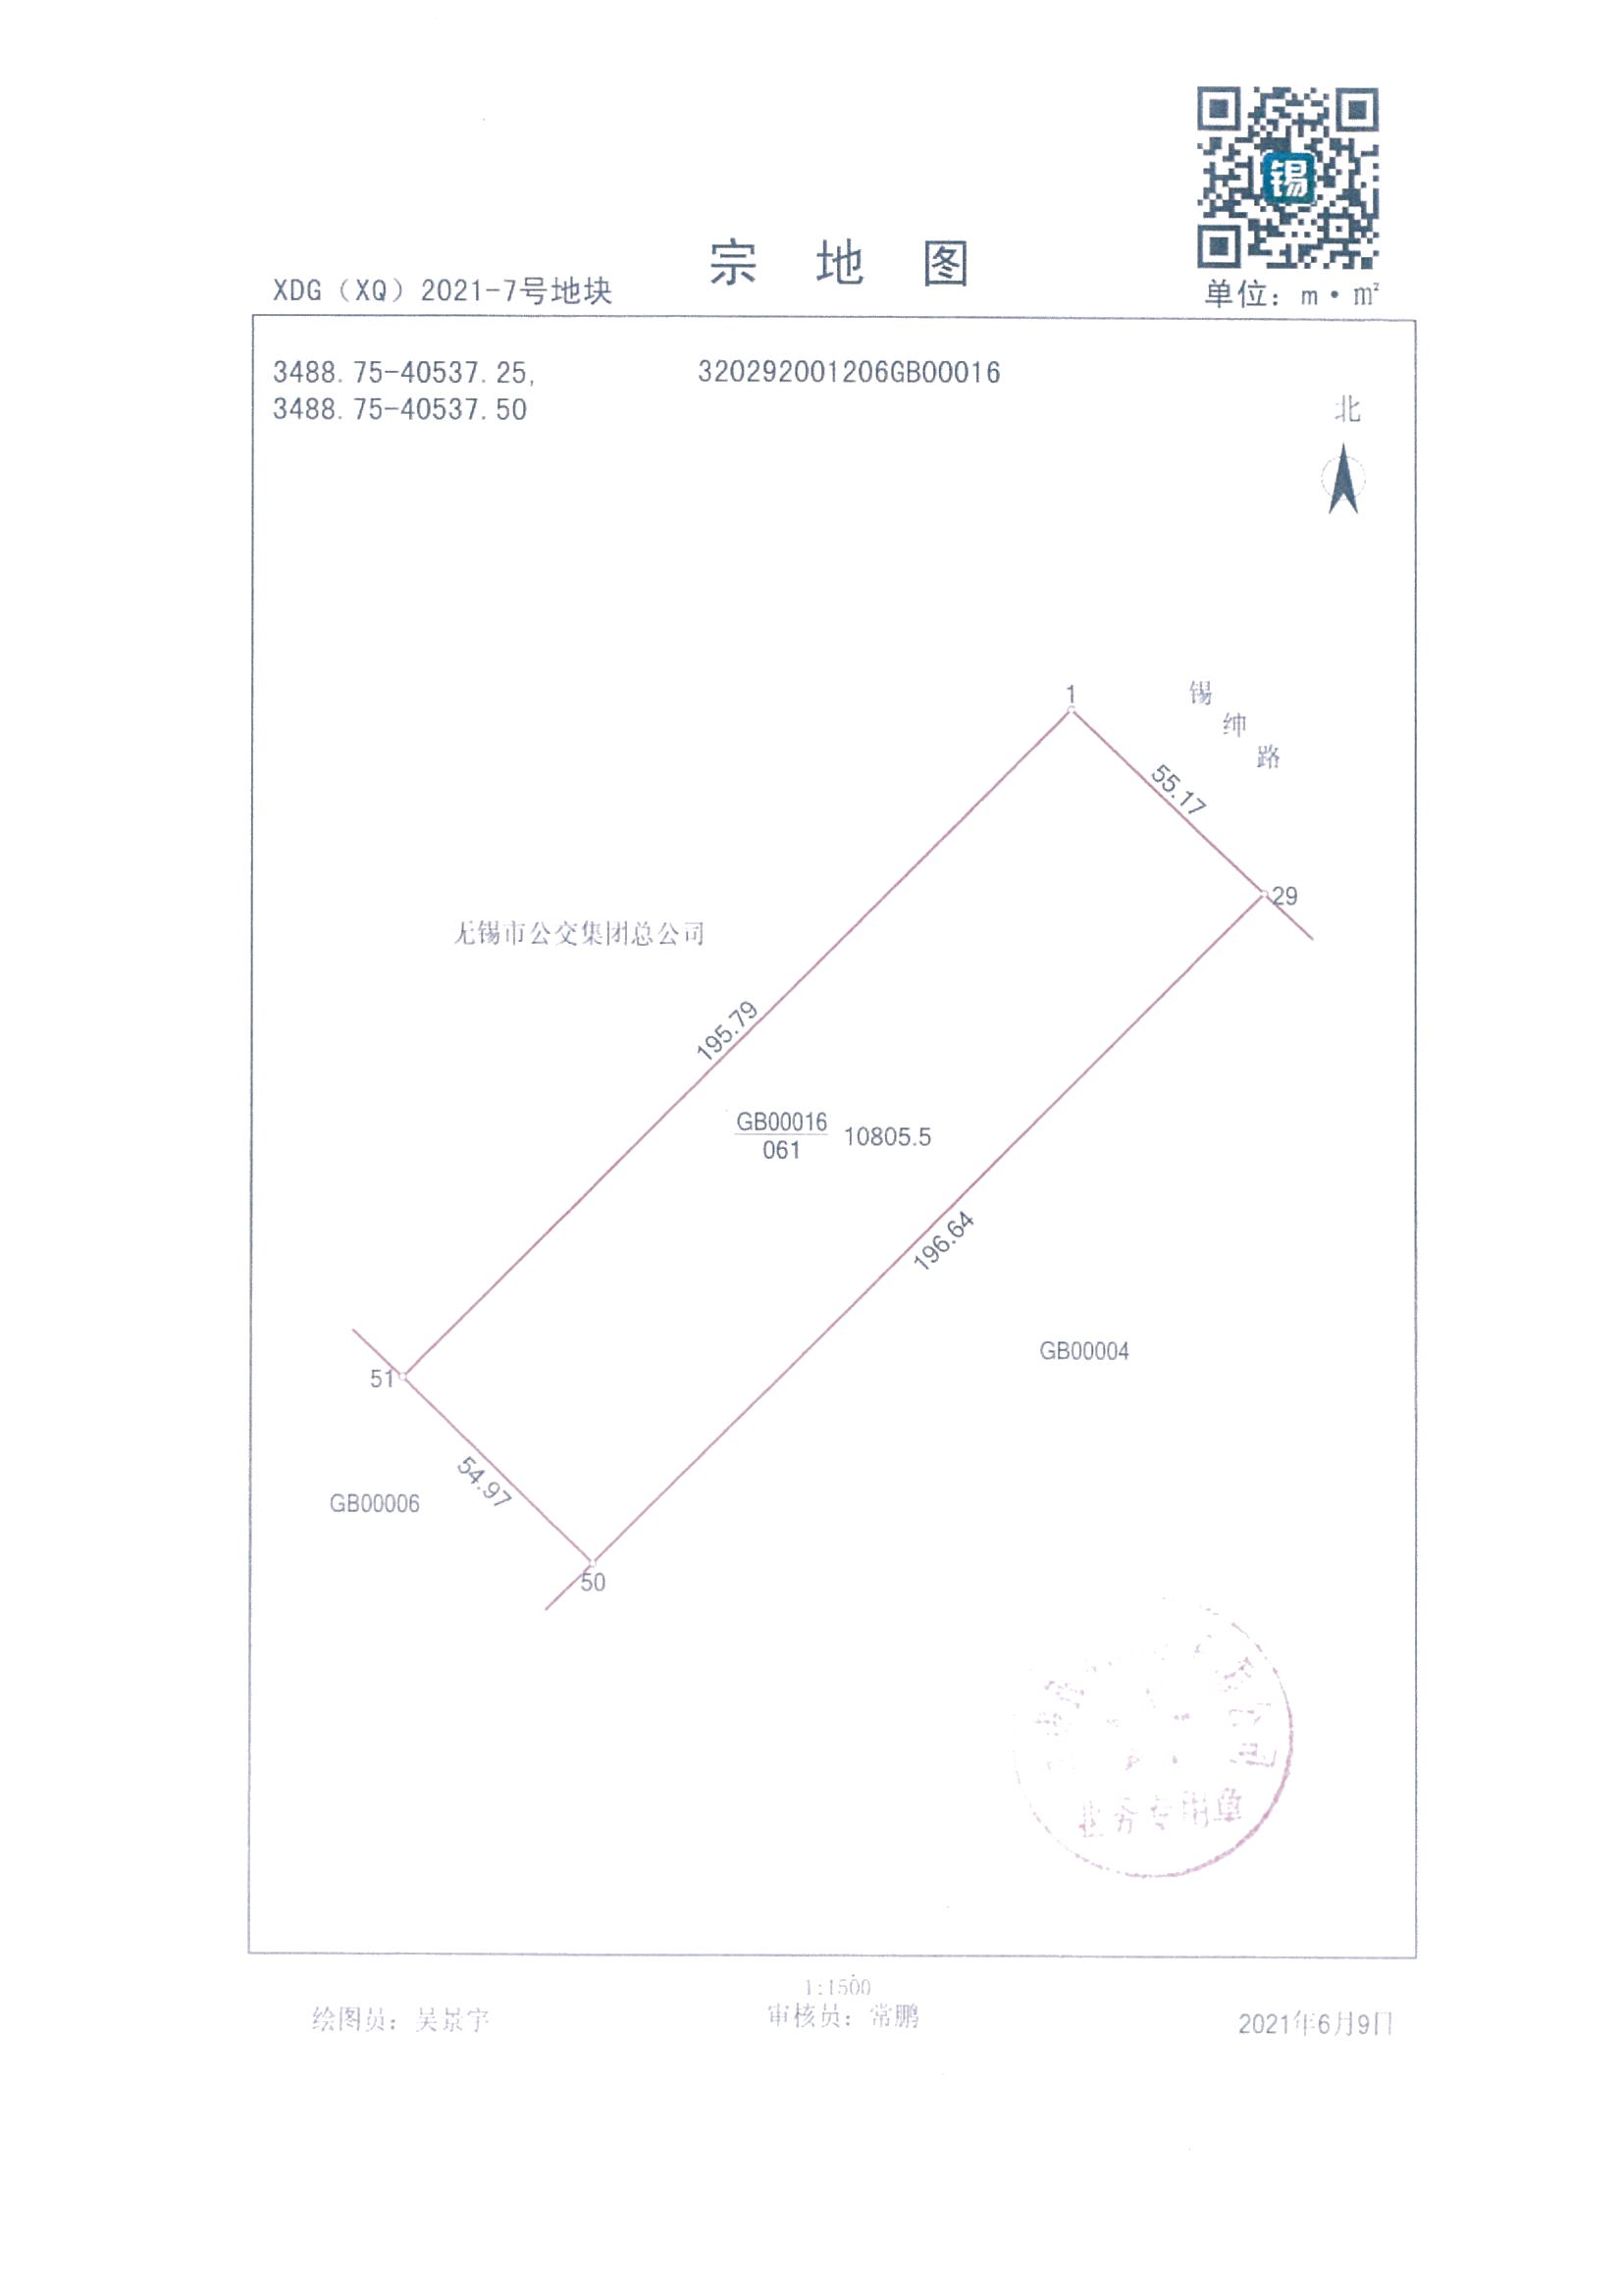 锡
宗 地 图
XDG（XQ）2021-7号地块
单位：m·㎡
3488.75-40537.25,
3488.75-40537.50
320292001206GB00016
北
1
锡
绅
路
55.17
29
无锡市公交集团总公司
195.79
GB00016
061
10805.5
196.64
GB00004
51
54.97
GB00006
50
业务专用章
1:1500
绘图员：吴景宇
审核员：常鹏
2021年6月9日